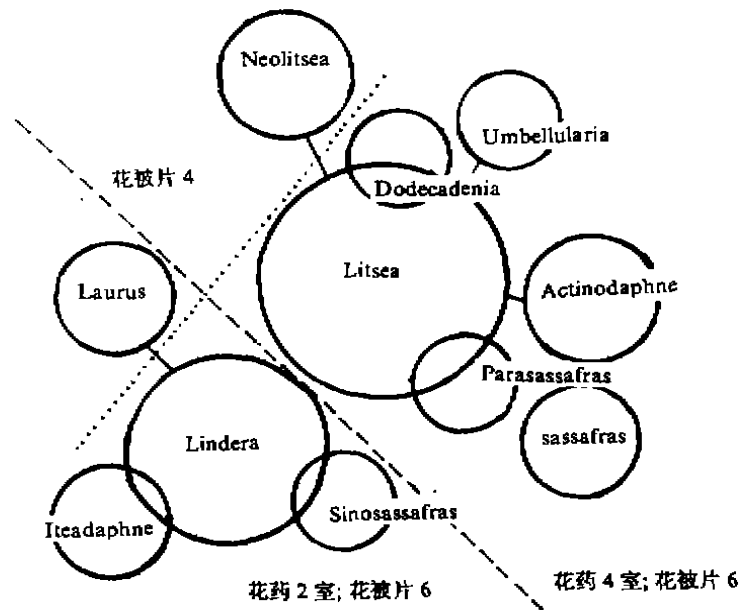 Neolitsea
Umbellularia
花被片 4
Dodecadenia
Litsea
Laurus
Actinodaphne
Parasassafras
Lindera
sassafras
Iteadaphne
Sinosassafras
花药 2 室; 花被片 6
花药 4 室; 花被片 6